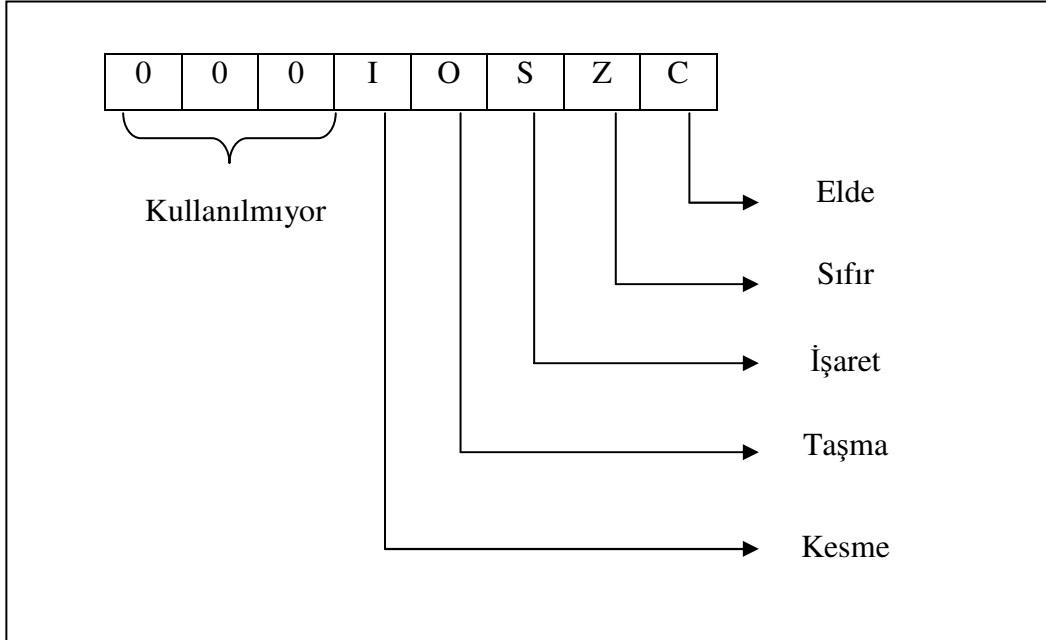 0 0 0 I O S Z C
Elde
Kullanılmıyor
Sıfır
İşaret
Taşma
Kesme